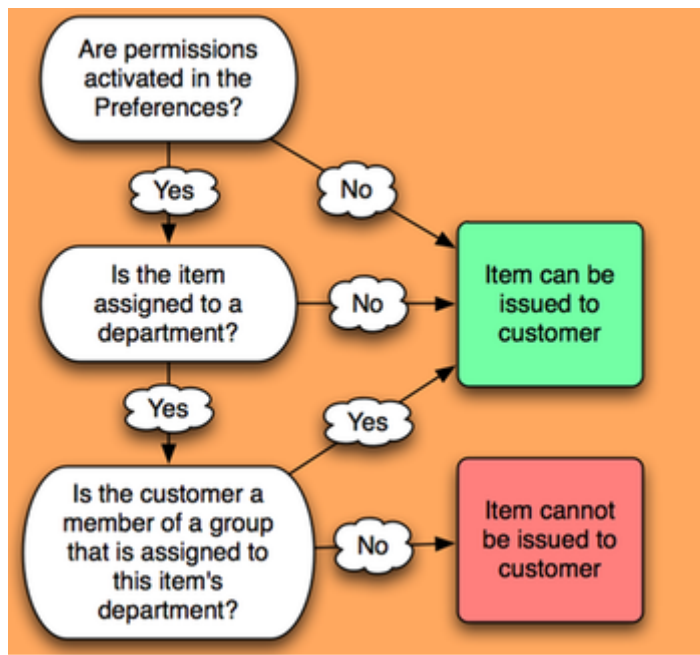 Are permissions
activated in the
Preferences?
Yes
No
Is the item
assigned to a
department?
No
Item can be
issued to
customer
Yes
Yes
Is the customer a
member of a group
that is assigned to
this item's
department?
No
Item cannot
be issued to
customer